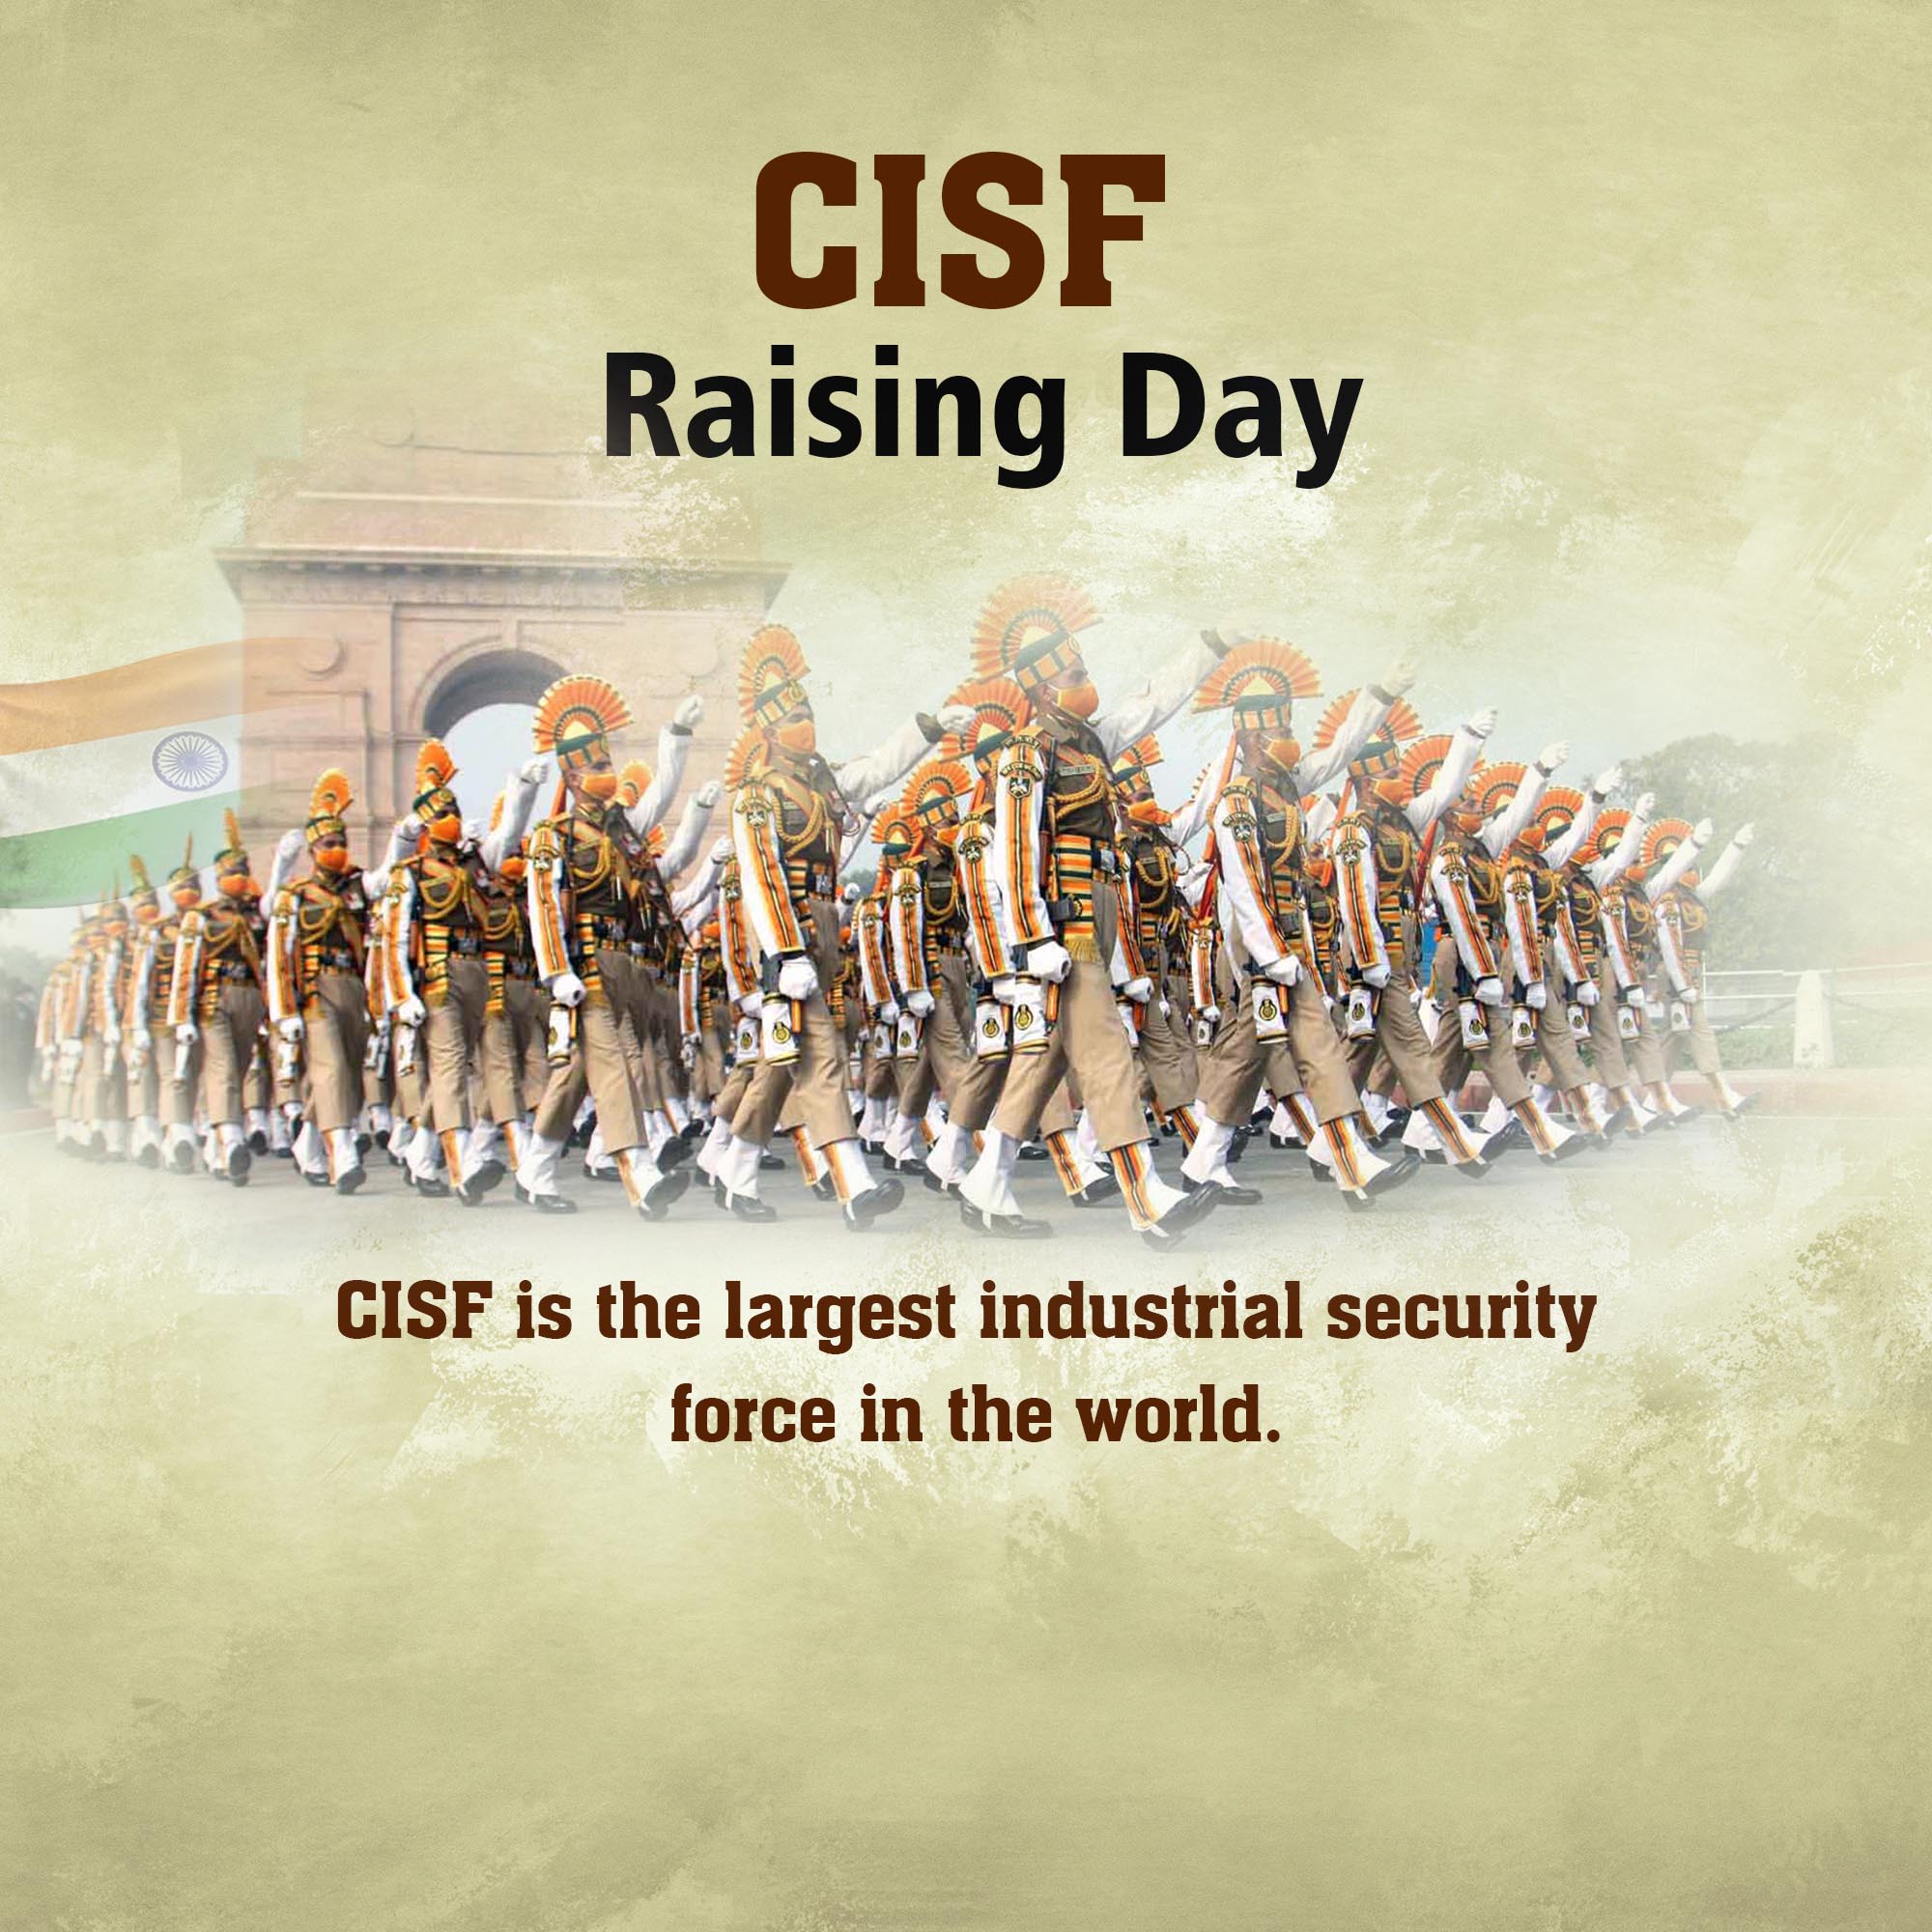 CISF
Raising Day
CISF is the largest industrial security
force in the world.